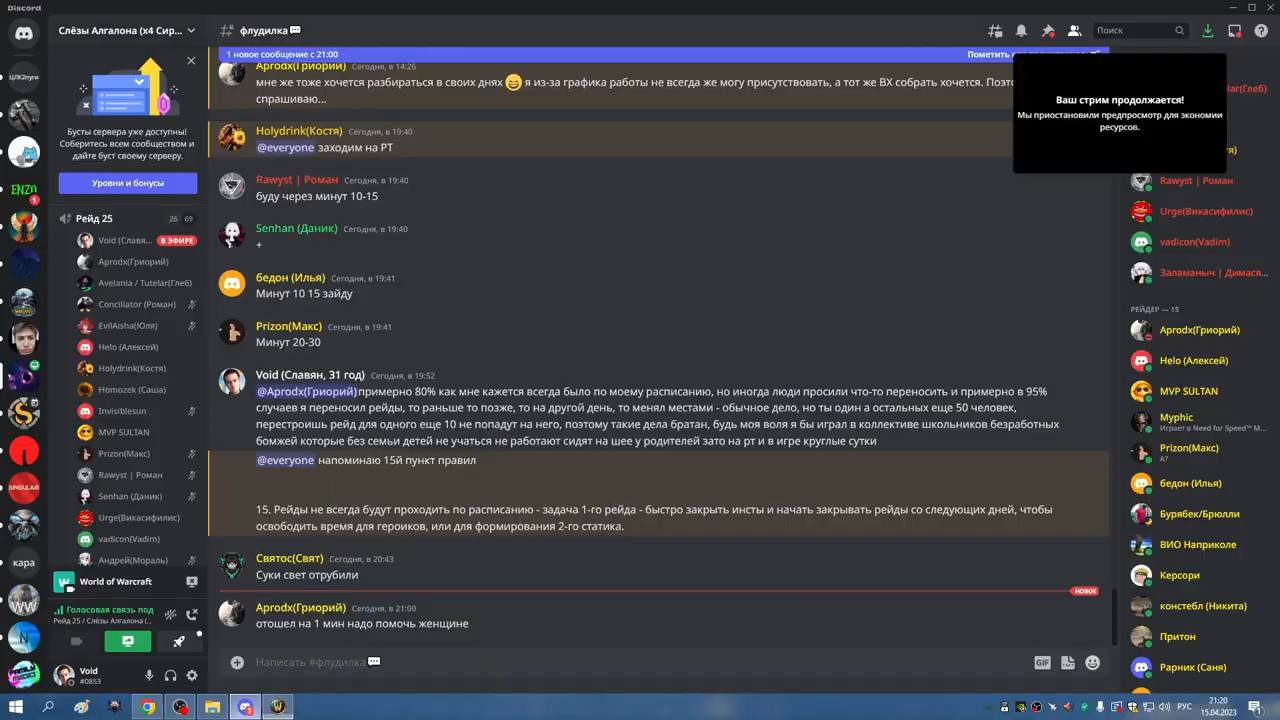 Discord
Слёзы Алгалона (x4 Сир...
флудилка
Поиск
1 новое сообщение с 21:00
Бусты сервера уже доступны!
Соберитесь всем сообществом и
дайте буст своему серверу.
Уровни и бонусы
ENZO
1
SINGULAR
кара
WW
Рейд 25
26 69
Void (Славя...
В ЭФИРЕ
Aprodx(Гриорий)
Avelania / Tutelar(Глеб)
Conciliator (Роман)
EvilAisha(Юля)
Helo (Алексей)
Holydrink(Костя)
Homozek (Саша)
Invisiblesun
MVP SULTAN
Prizon(Макс)
Rawyst | Роман
Senhan (Даник)
Urge(Викасифилис)
vadicon(Vadim)
Андрей(Мораль)
World of Warcraft
Голосовая связь под
Рейд 25 / Слёзы Алгалона (...
Void
#0853
Aprodx(Гриорий) Сегодня, в 14:26
мне же тоже хочется разбираться в своих днях я из-за графика работы не всегда же могу присутствовать а тот же ВХ собрать хочется.
спрашиваю...
Holydrink(Костя) Сегодня, в 19:40
@everyone заходим на РТ
Rawyst | Роман Сегодня, в 19:40
буду через минут 10-15
Senhan (Даник) Сегодня, в 19:40
+
бедон (Илья) Сегодня, в 19:41
Минут 10 15 зайду
Prizon(Макс) Сегодня, в 19:41
Минут 20-30
Void (Славян, 31 год) Сегодня, в 19:52
@Aprodx(Гриорий) примерно 80% как мне кажется всегда было по моему расписанию, но иногда люди просили что-то переносить и примерно в 95%
случаев я переносил рейды, то раньше то позже, то на другой день, то менял местами - обычное дело, но ты один а остальных еще 50 человек,
перестроишь рейд для одного еще 10 не попадут на него, поэтому такие дела братан, будь моя воля я бы играл в коллективе школьников безработных
бомжей которые без семьи детей не учаться не работают сидят на шее у родителей зато на рт и в игре круглые сутки
@everyone напоминаю 15й пункт правил
15. Рейды не всегда будут проходить по расписанию - задача 1-го рейда - быстро закрыть инсты и начать закрывать рейды со следующих дней, чтобы
освободить время для героиков, или для формирования 2-го статика.
Святос(Свят) Сегодня, в 20:43
Суки свет отрубили
НОВОЕ
Aprodx(Гриорий) Сегодня, в 21:00
отошел на 1 мин надо помочь женщине
Написать #флудилка
GIF
Ваш стрим продолжается!
Мы приостановили предпросмотр для экономии
ресурсов.
Rawyst | Роман
Urge(Викасифилис)
vadicon(Vadim)
Заламаныч | Димася...
РЕЙДЕР — 15
Aprodx(Гриорий)
Helo (Алексей)
MVP SULTAN
Myphic
Играет в Need for Speed™ M...
Prizon(Макс)
A?
бедон (Илья)
Бурябек/Брюлли
ВИО Наприколе
Керсори
констебл (Никита)
Притон
Рарник (Саня)
РУС
21:20
15.04.2023